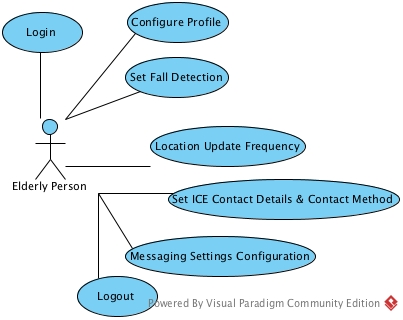 Configure Profile
Login
Set Fall Detection
Location Update Frequency
Elderly Person
Set ICE Contact Details & Contact Method
Messaging Settings Configuration
Logout
Powered By Visual Paradigm Community Edition